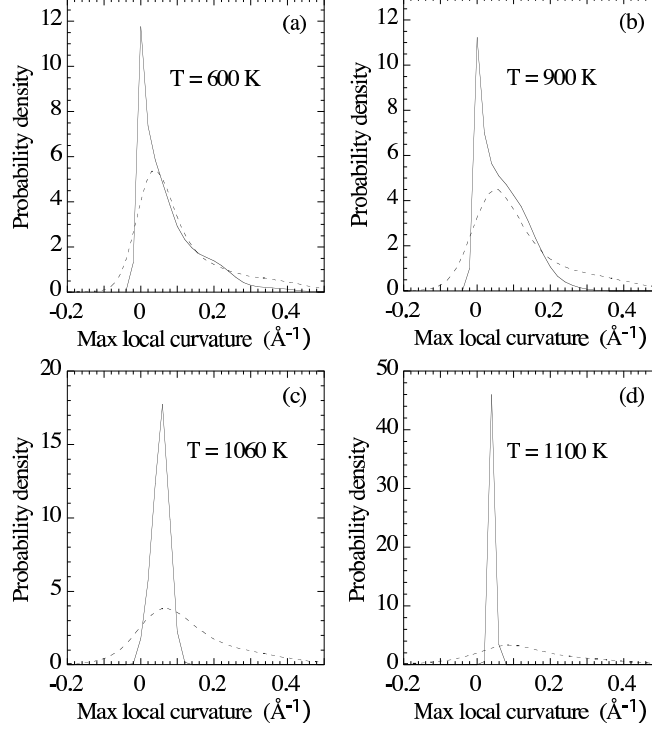 12
10
8
6
4
2
0
-0.2 0 0.2 0.4
Probability density
Max local curvature (Å-1)
(a)
T = 600 K
12
10
8
6
4
2
0
-0.2 0 0.2 0.4
Probability density
Max local curvature (Å-1)
(b)
T = 900 K
20
15
10
5
0
-0.2 0 0.2 0.4
Probability density
Max local curvature (Å-1)
(c)
T = 1060 K
50
40
30
20
10
0
-0.2 0 0.2 0.4
Probability density
Max local curvature (Å-1)
(d)
T = 1100 K